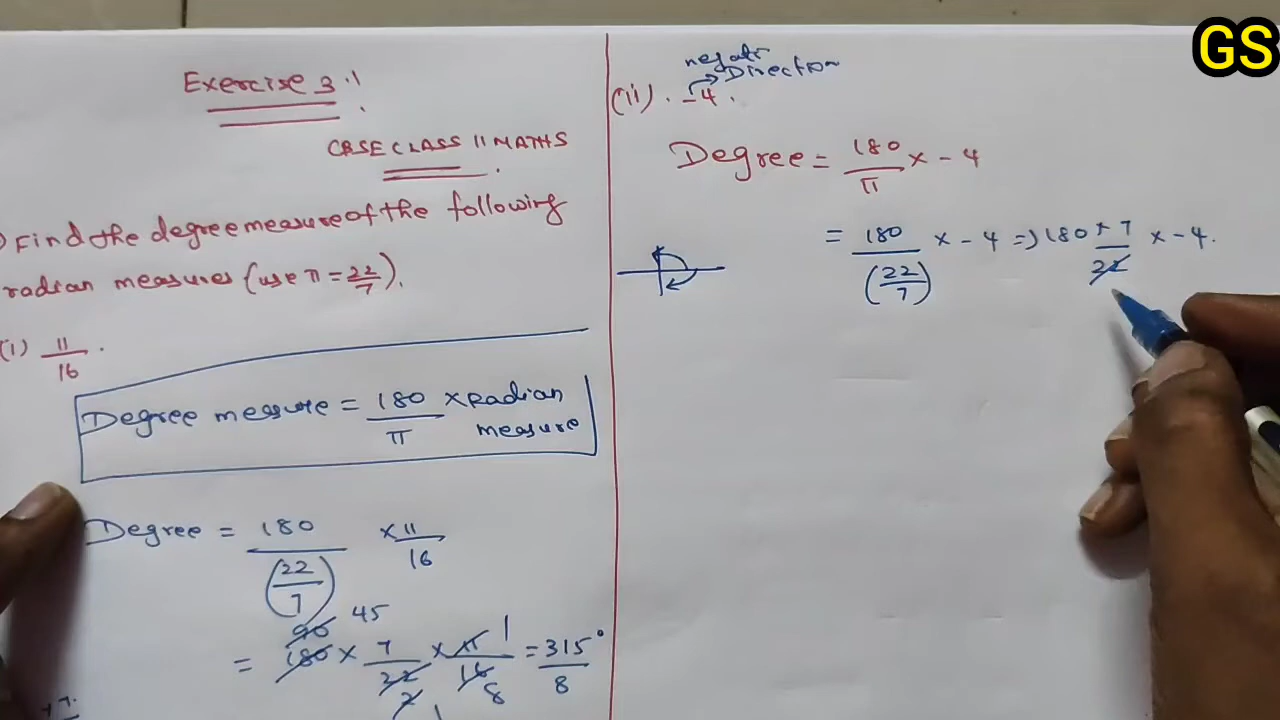 GS
Exercise 3.1
CBSE CLASS 11 MATHS
) Find the degree measure of the following
radian measures (use π = 22/7).
(i) 11/16.
Degree measure = 180/π × Radian measure
Degree = 180/(22/7) × 11/16
= 180 × 7/22 × 11/16 = 315°/8
90 45
1
2 8
1
negatv
Direction
(ii). -4.
Degree = 180/π × -4
= 180/(22/7) × -4 => 180 × 7/22 × -4.